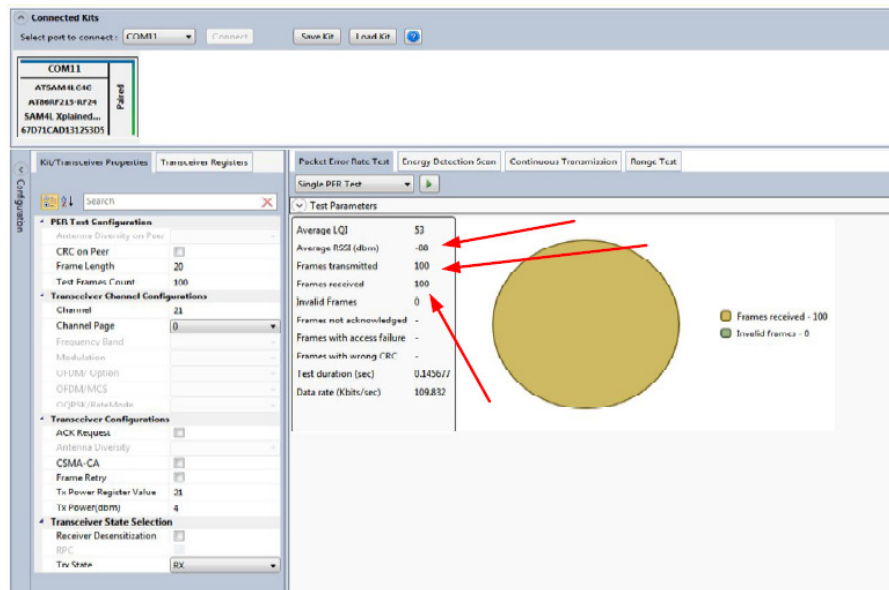 Connected Kits
Select port to connect : COM11 Connect Save Kit Load Kit
COM11
ATSAM4LC4C
AT86RF215-RF24
SAM4L Xplained...
67D71CAD131253D5
Paired
Configuration
Kit/Transceiver Properties Transceiver Registers
Search
PER Test Configuration
Antenna Diversity on Peer
CRC on Peer
Frame Length 20
Test Frames Count 100
Transceiver Channel Configurations
Channel 21
Channel Page 0
Frequency Band
Modulation
OFDM/ Option
OFDM/MCS
OQPSK/RateMode
Transceiver Configurations
ACK Request
Antenna Diversity
CSMA-CA
Frame Retry
Tx Power Register Value 21
Tx Power(dbm) 4
Transceiver State Selection
Receiver Desensitization
RPC
Trx State RX
Packet Error Rate Test Energy Detection Scan Continuous Transmission Range Test
Single PER Test
Test Parameters
Average LQI 53
Average RSSI (dbm)
Frames transmitted 100
Frames received 100
Invalid Frames 0
Frames not acknowledged -
Frames with access failure -
Frames with wrong CRC -
Test duration (sec) 0.145677
Data rate (Kbits/sec) 109.832
Frames received - 100
Invalid frames - 0